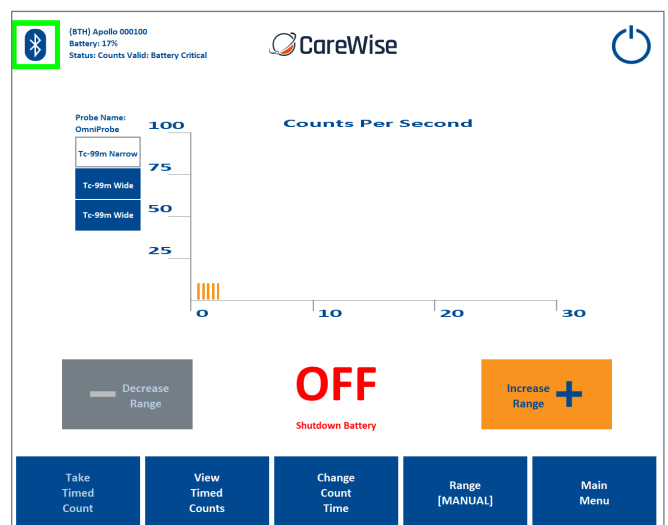 (BTH) Apollo 000100
Battery: 17%
Status: Counts Valid: Battery Critical
CareWise
Probe Name:
OmniProbe
Tc-99m Narrow
Tc-99m Wide
Tc-99m Wide
Counts Per Second
100
75
50
25
0 10 20 30
Decrease
Range
OFF
Shutdown Battery
Increase
Range
Take
Timed
Count
View
Timed
Counts
Change
Count
Time
Range
[MANUAL]
Main
Menu